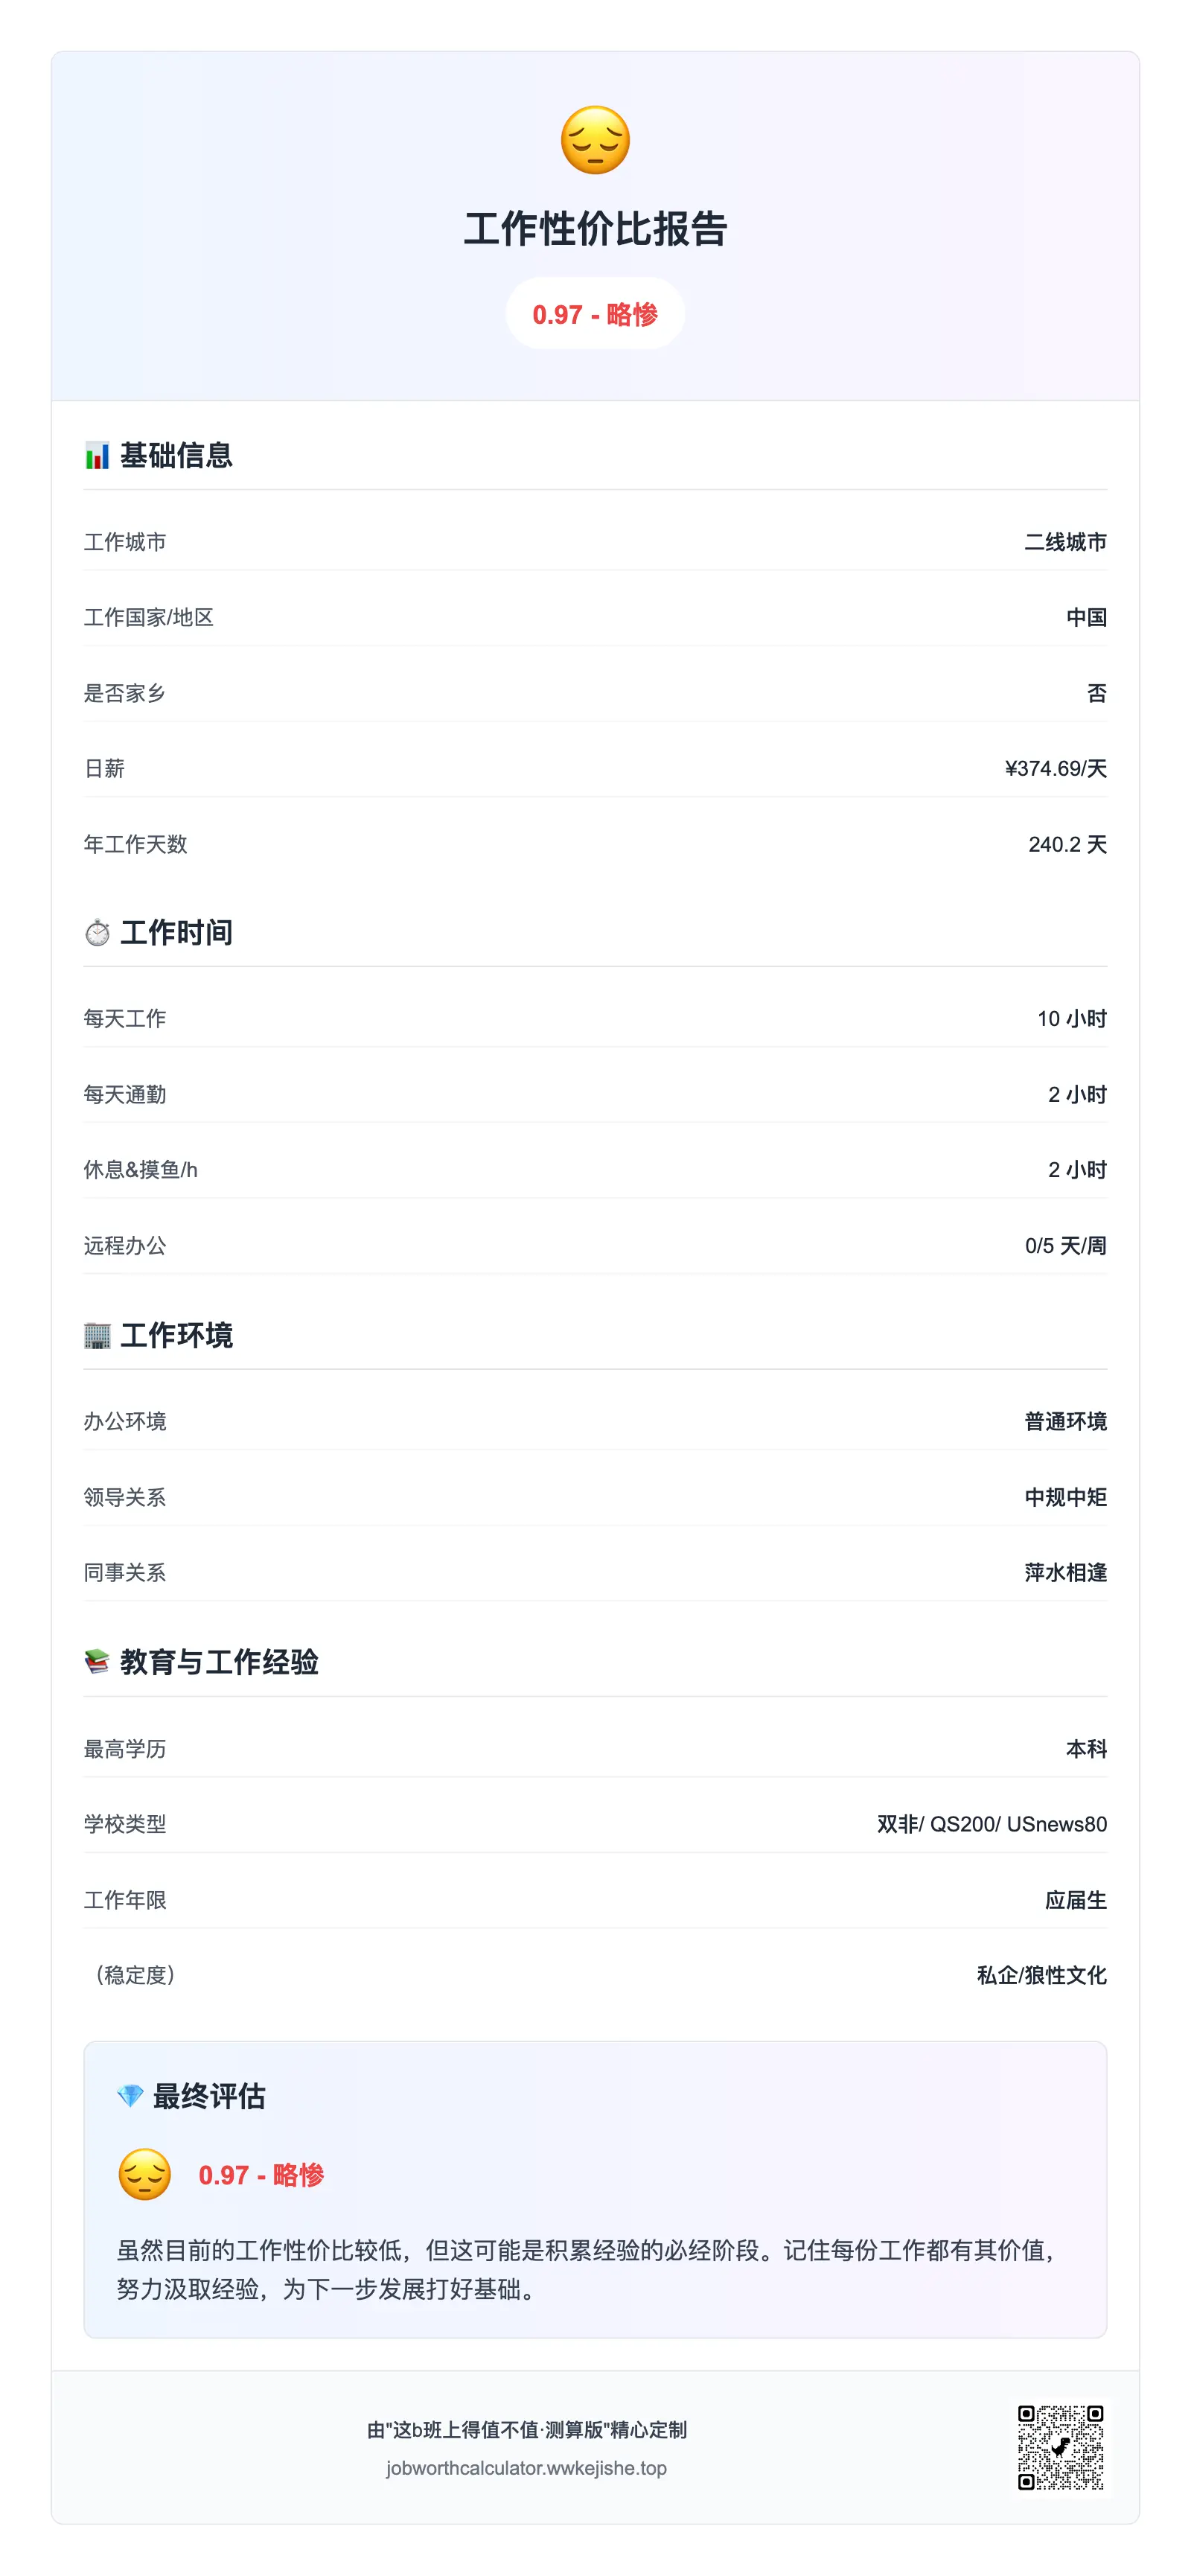 工作性价比报告
0.97 - 略惨
基础信息
工作城市 二线城市
工作国家/地区 中国
是否家乡 否
日薪 ¥374.69/天
年工作天数 240.2 天
工作时间
每天工作 10 小时
每天通勤 2 小时
休息&摸鱼/h 2 小时
远程办公 0/5 天/周
工作环境
办公环境 普通环境
领导关系 中规中矩
同事关系 萍水相逢
教育与工作经验
最高学历 本科
学校类型 双非/ QS200/ USnews80
工作年限 应届生
（稳定度） 私企/狼性文化
最终评估
0.97 - 略惨
虽然目前的工作性价比较低，但这可能是积累经验的必经阶段。记住每份工作都有其价值，
努力汲取经验，为下一步发展打好基础。
由"这b班上得值不值·测算版"精心定制
jobworthcalculator.wwkejishe.top